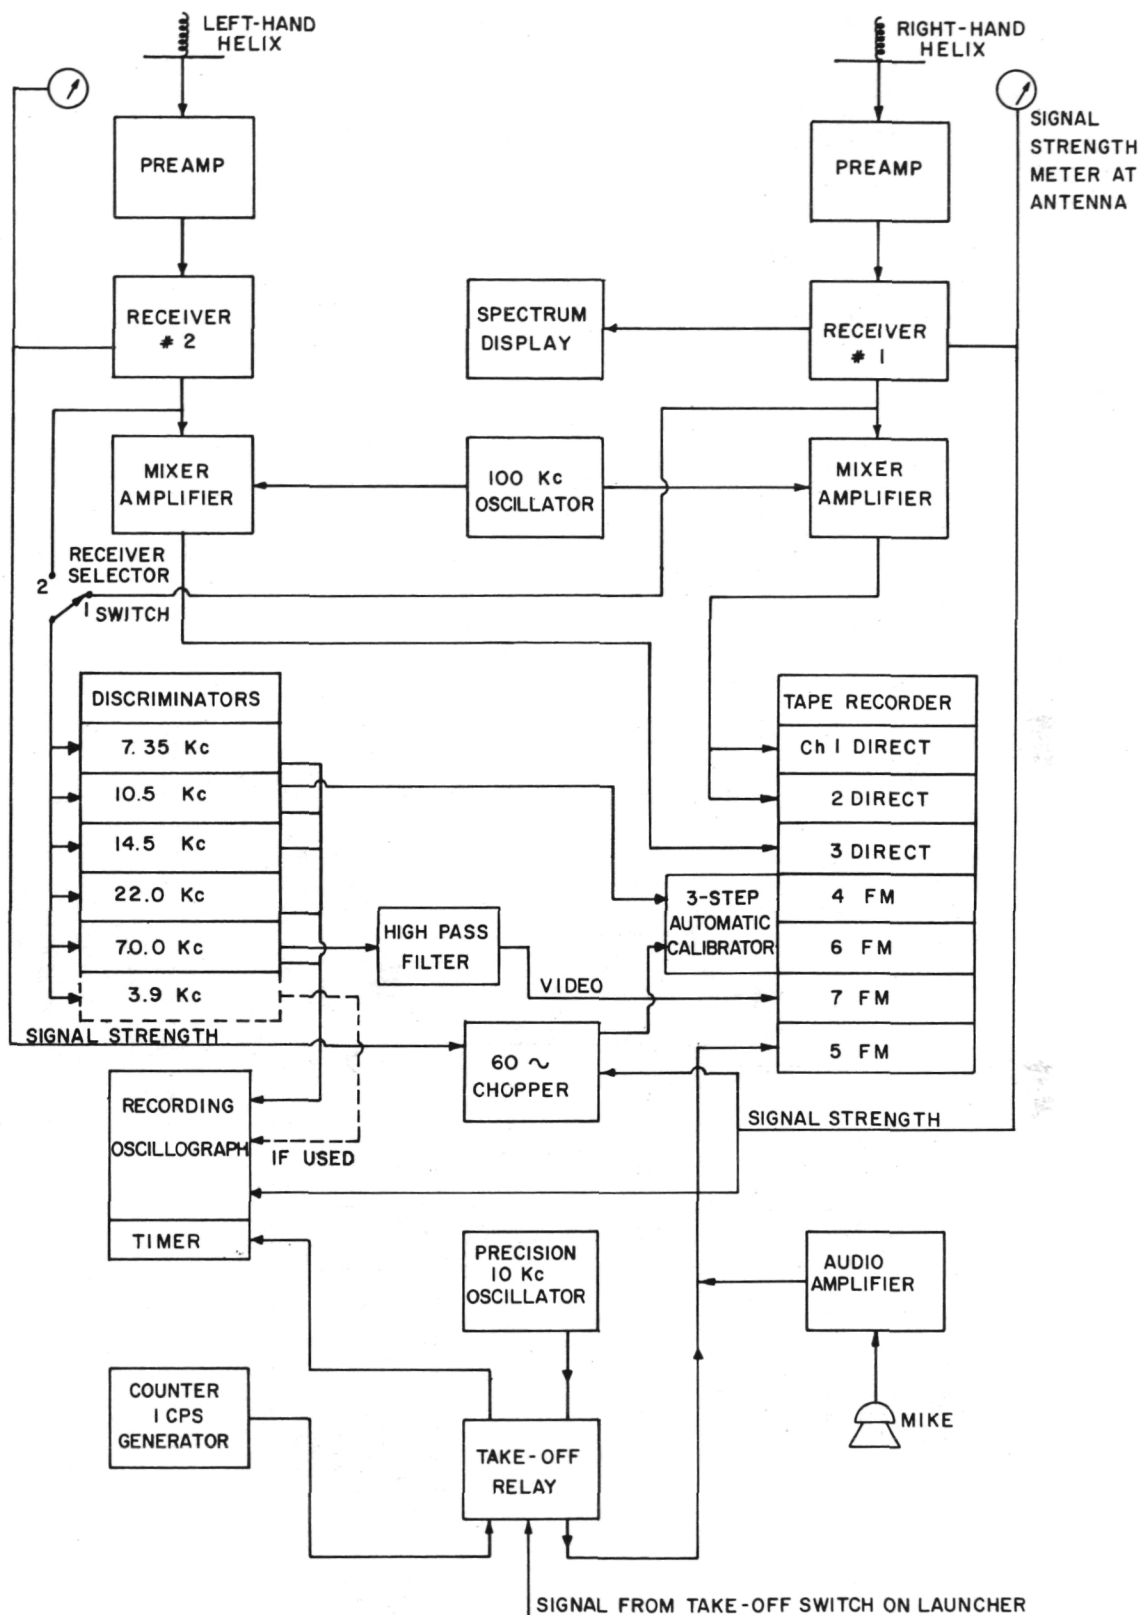 LEFT-HAND
HELIX
RIGHT-HAND
HELIX
SIGNAL
STRENGTH
METER AT
ANTENNA
PREAMP
PREAMP
RECEIVER
# 2
SPECTRUM
DISPLAY
RECEIVER
# 1
MIXER
AMPLIFIER
100 Kc
OSCILLATOR
MIXER
AMPLIFIER
RECEIVER
SELECTOR
SWITCH
2
1
DISCRIMINATORS
7.35 Kc
10.5 Kc
14.5 Kc
22.0 Kc
70.0 Kc
3.9 Kc
TAPE RECORDER
Ch 1 DIRECT
2 DIRECT
3 DIRECT
4 FM
6 FM
7 FM
5 FM
3-STEP
AUTOMATIC
CALIBRATOR
HIGH PASS
FILTER
VIDEO
SIGNAL STRENGTH
60 ~
CHOPPER
SIGNAL STRENGTH
RECORDING
OSCILLOGRAPH
IF USED
TIMER
PRECISION
10 Kc
OSCILLATOR
AUDIO
AMPLIFIER
COUNTER
1 CPS
GENERATOR
TAKE-OFF
RELAY
MIKE
SIGNAL FROM TAKE-OFF SWITCH ON LAUNCHER